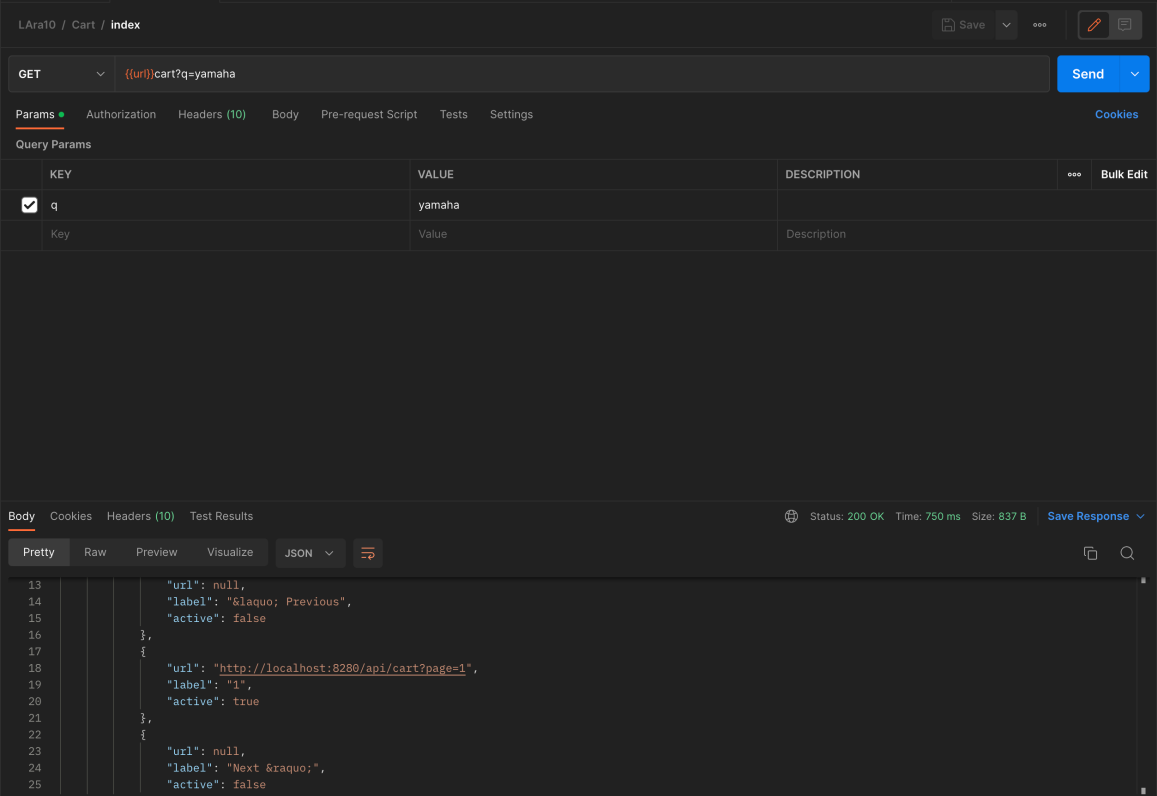 LAra10 / Cart / index
Save
GET
{{url}}cart?q=yamaha
Send
Params
Authorization
Headers (10)
Body
Pre-request Script
Tests
Settings
Cookies
Query Params
KEY
VALUE
DESCRIPTION
Bulk Edit
q
yamaha
Key
Value
Description
Body
Cookies
Headers (10)
Test Results
Status: 200 OK
Time: 750 ms
Size: 837 B
Save Response
Pretty
Raw
Preview
Visualize
JSON
13 "url": null,
14 "label": "&laquo; Previous",
15 "active": false
16 },
17 {
18 "url": "http://localhost:8280/api/cart?page=1",
19 "label": "1",
20 "active": true
21 },
22 {
23 "url": null,
24 "label": "Next &raquo;",
25 "active": false